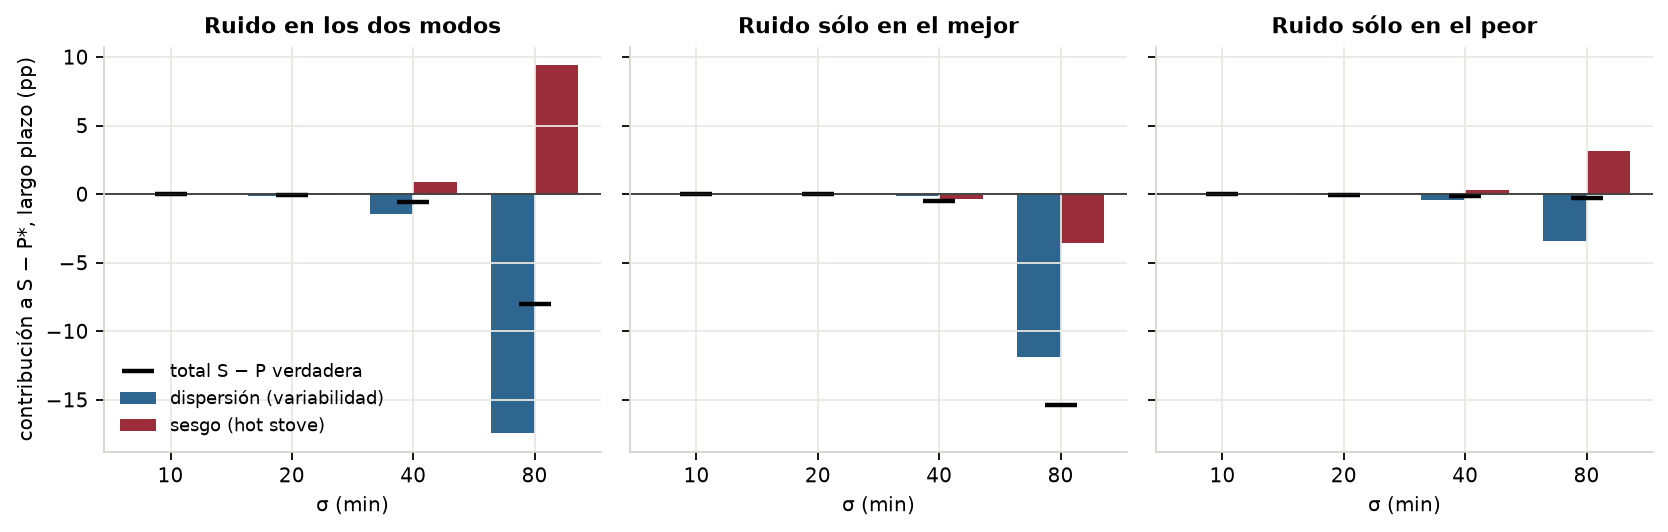 Ruido en los dos modos
Ruido sólo en el mejor
Ruido sólo en el peor
contribución a S − P*, largo plazo (pp)
10
5
0
−5
−10
−15
total S − P verdadera
dispersión (variabilidad)
sesgo (hot stove)
10 20 40 80
10 20 40 80
10 20 40 80
σ (min)
σ (min)
σ (min)